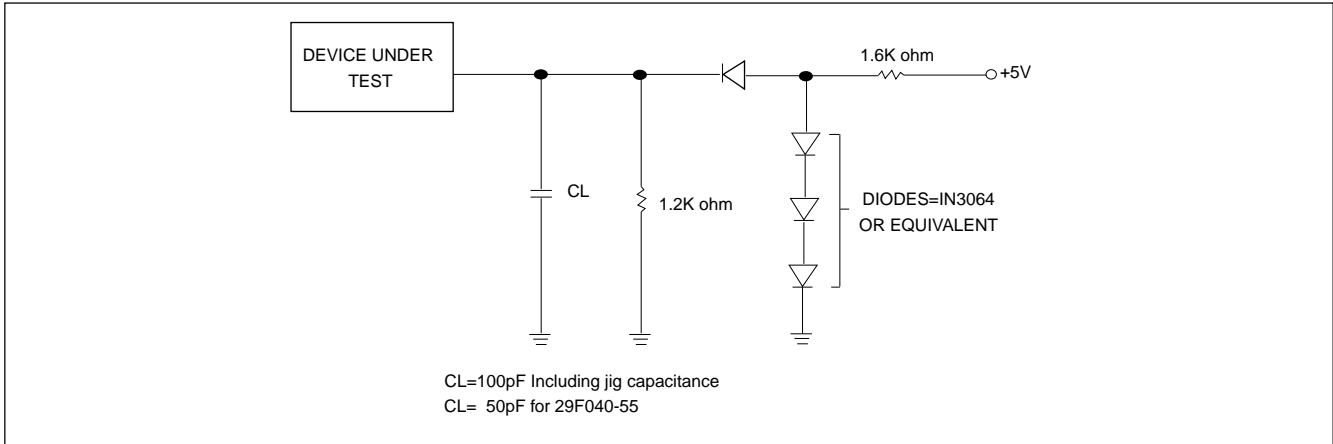 DEVICE UNDER
TEST
1.6K ohm
+5V
CL
1.2K ohm
DIODES=IN3064
OR EQUIVALENT
CL=100pF Including jig capacitance
CL= 50pF for 29F040-55